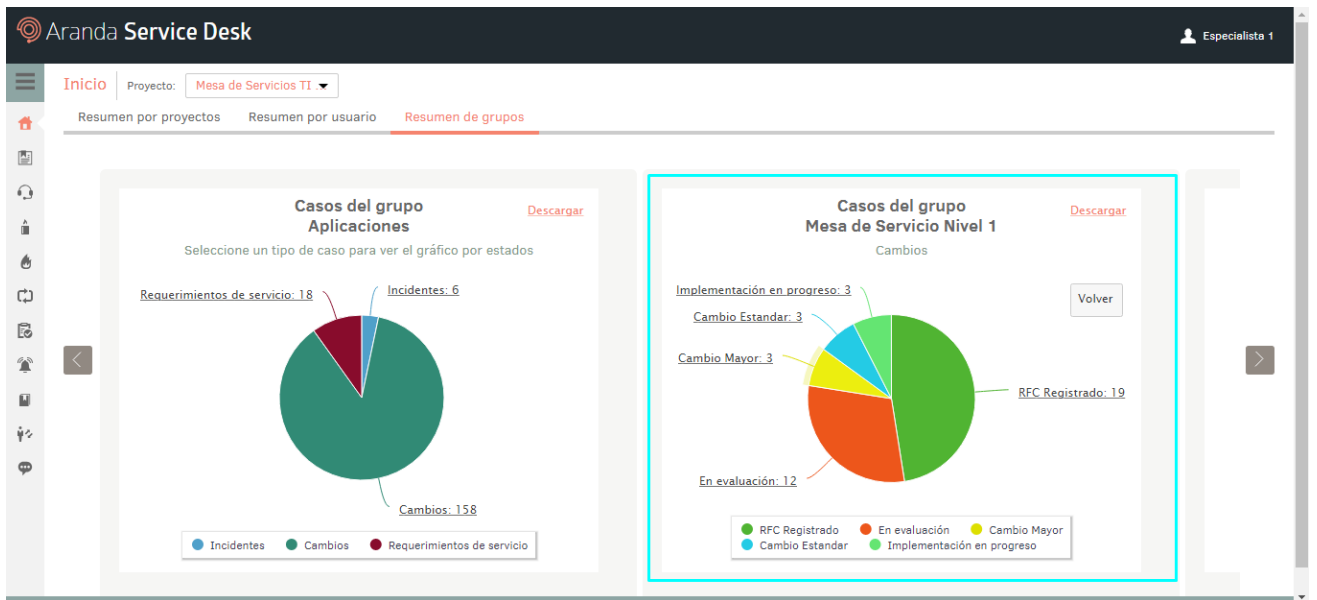 Aranda Service Desk
Especialista 1
Inicio
Proyecto:
Mesa de Servicios TI .
Resumen por proyectos
Resumen por usuario
Resumen de grupos
Casos del grupo
Aplicaciones
Descargar
Seleccione un tipo de caso para ver el gráfico por estados
Requerimientos de servicio: 18
Incidentes: 6
Cambios: 158
Incidentes
Cambios
Requerimientos de servicio
Casos del grupo
Mesa de Servicio Nivel 1
Descargar
Cambios
Volver
Implementación en progreso: 3
Cambio Estandar: 3
Cambio Mayor: 3
RFC Registrado: 19
En evaluación: 12
RFC Registrado
En evaluación
Cambio Mayor
Cambio Estandar
Implementación en progreso